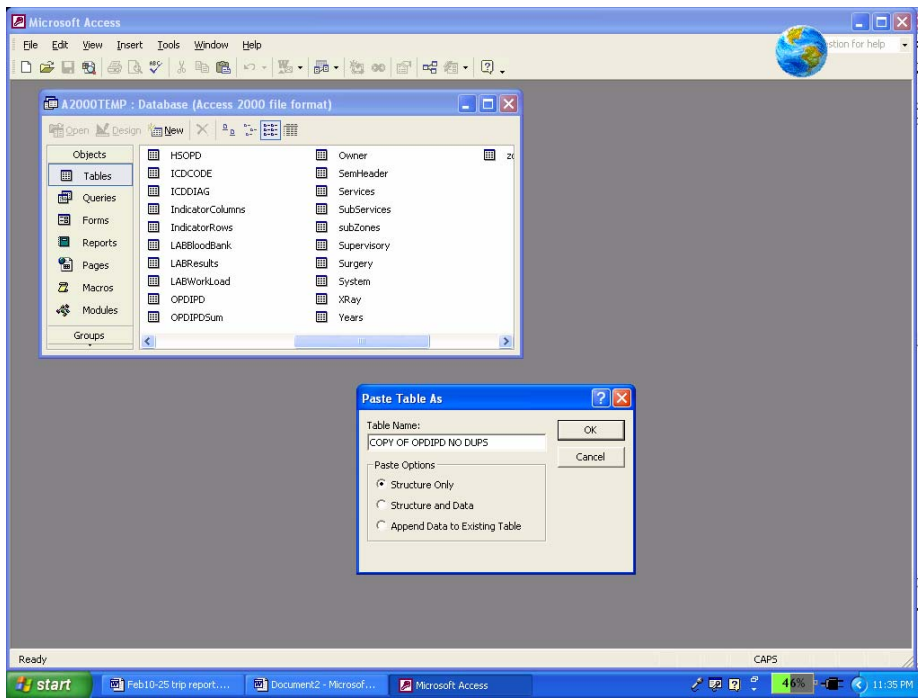 Microsoft Access
File Edit View Insert Tools Window Help
stion for help
A2000TEMP : Database (Access 2000 file format)
Open Design New
Objects
Tables
Queries
Forms
Reports
Pages
Macros
Modules
Groups
HSOPD
ICDCODE
ICDDIAG
IndicatorColumns
IndicatorRows
LABBloodBank
LABResults
LABWorkLoad
OPDIPD
OPDIPDSum
Owner
SemHeader
Services
SubServices
subZones
Supervisory
Surgery
System
XRay
Years
Paste Table As
Table Name:
COPY OF OPDIPD NO DUPS
Paste Options
Structure Only
Structure and Data
Append Data to Existing Table
OK
Cancel
Ready
CAPS
start
Feb10-25 trip report....
Document2 - Microsof...
Microsoft Access
46%
11:35 PM